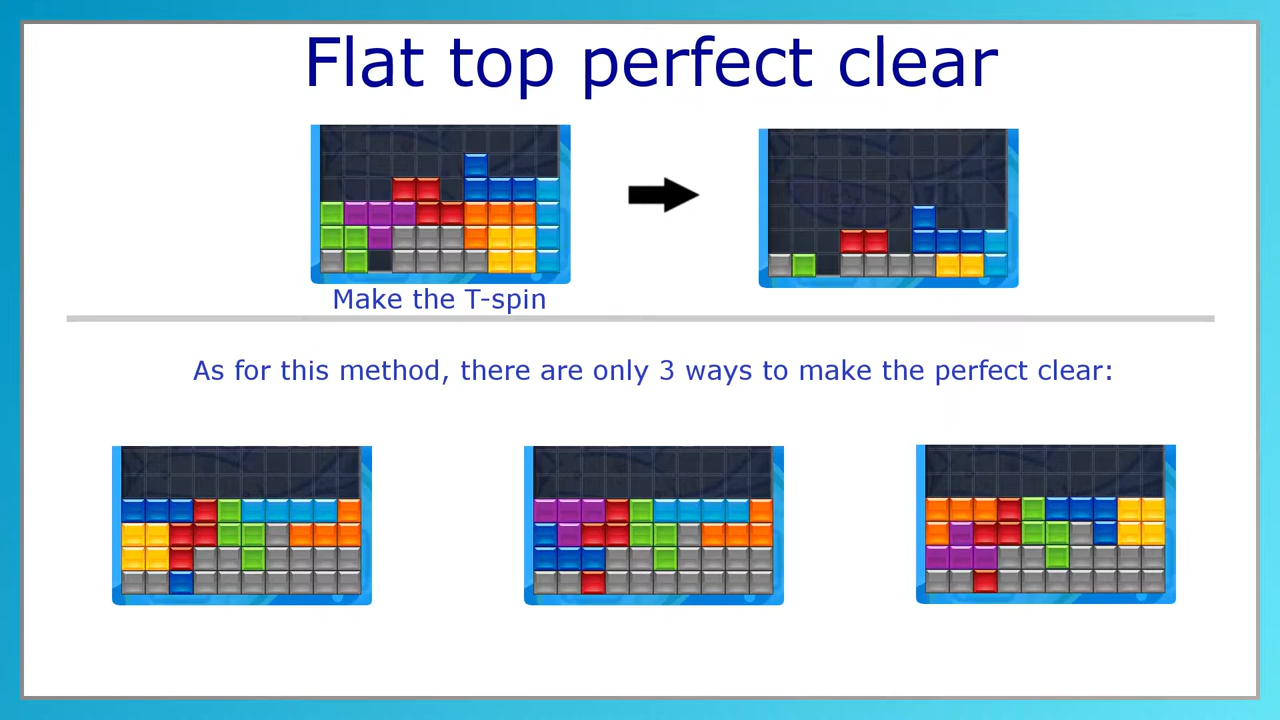 Flat top perfect clear
Make the T-spin
As for this method, there are only 3 ways to make the perfect clear: